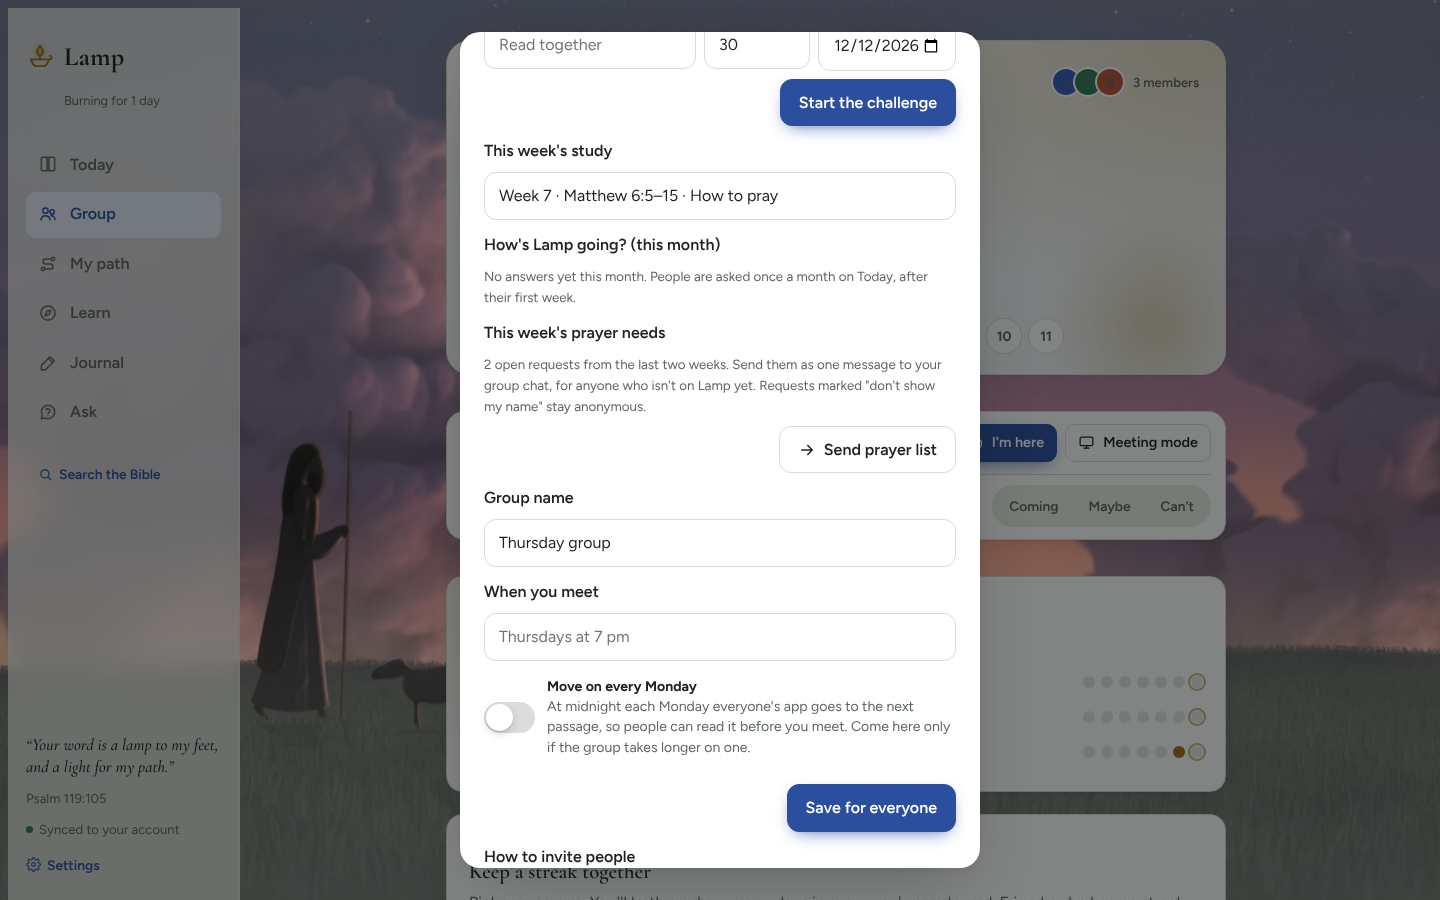 Lamp
Burning for 1 day
Today
Group
My path
Learn
Journal
Ask
Search the Bible
“Your word is a lamp to my feet,
and a light for my path.”
Psalm 119:105
Synced to your account
Settings
Read together
30
12/12/2026
Start the challenge
This week's study
Week 7 · Matthew 6:5–15 · How to pray
How's Lamp going? (this month)
No answers yet this month. People are asked once a month on Today, after
their first week.
This week's prayer needs
2 open requests from the last two weeks. Send them as one message to your
group chat, for anyone who isn't on Lamp yet. Requests marked "don't show
my name" stay anonymous.
→ Send prayer list
Group name
Thursday group
When you meet
Thursdays at 7 pm
Move on every Monday
At midnight each Monday everyone's app goes to the next
passage, so people can read it before you meet. Come here only
if the group takes longer on one.
Save for everyone
How to invite people
3 members
10
11
I'm here
Meeting mode
Coming
Maybe
Can't
Keep a streak together